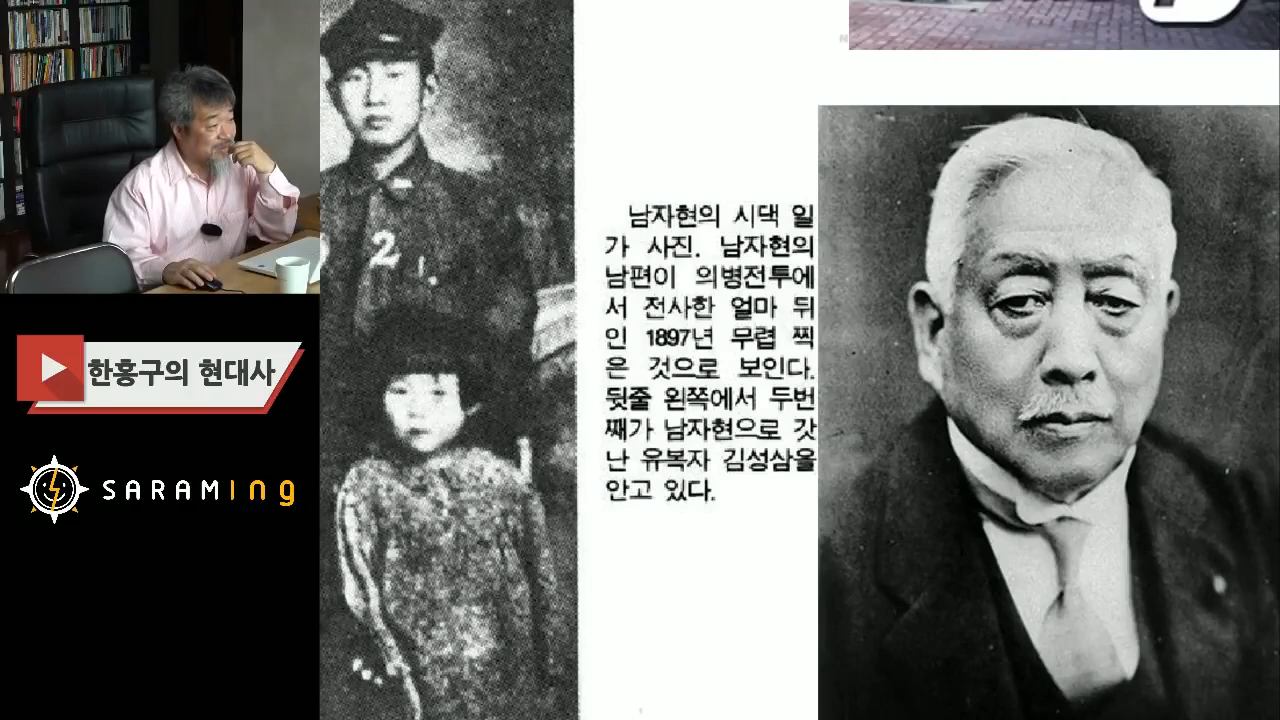 한홍구의 현대사
SARAMING
2
남자현의 시댁 일
가 사진. 남자현의
남편이 의병전투에
서 전사한 얼마 뒤
인 1897년 무렵 찍
은 것으로 보인다.
뒷줄 왼쪽에서 두번
째가 남자현으로 갓
난 유복자 김성삼을
안고 있다.